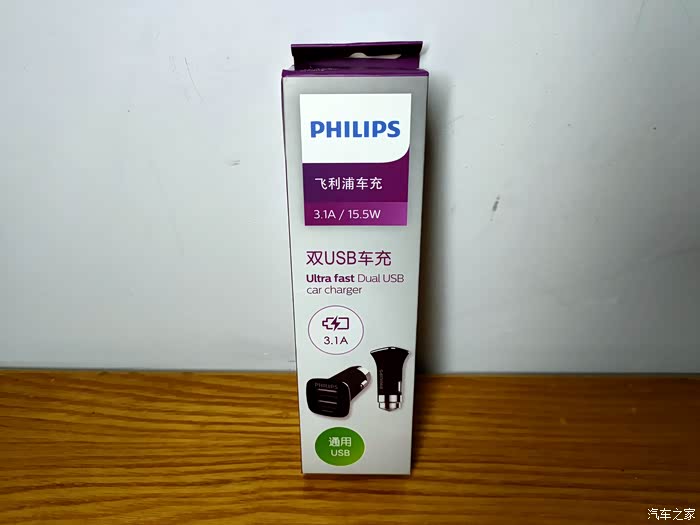 PHILIPS
飞利浦车充
3.1A / 15.5W
双USB车充
Ultra fast Dual USB
car charger
3.1A
PHILIPS
通用
USB
汽车之家